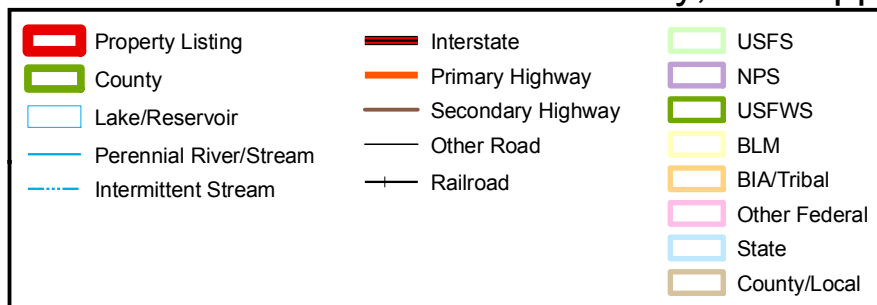 Property Listing
County
Lake/Reservoir
Perennial River/Stream
Intermittent Stream
Interstate
Primary Highway
Secondary Highway
Other Road
Railroad
USFS
NPS
USFWS
BLM
BIA/Tribal
Other Federal
State
County/Local